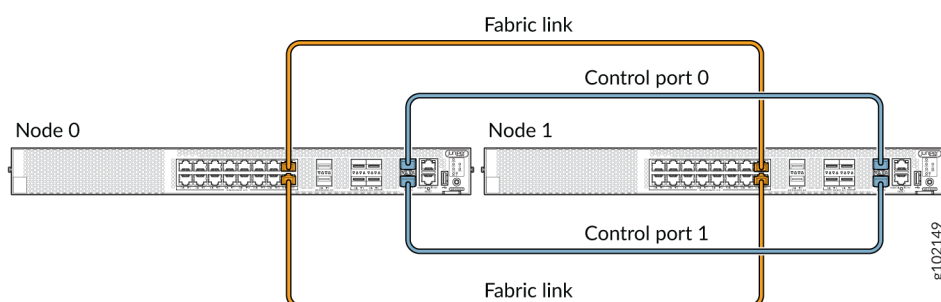 Fabric link
Control port 0
Node 0
Node 1
Control port 1
g102149
Fabric link